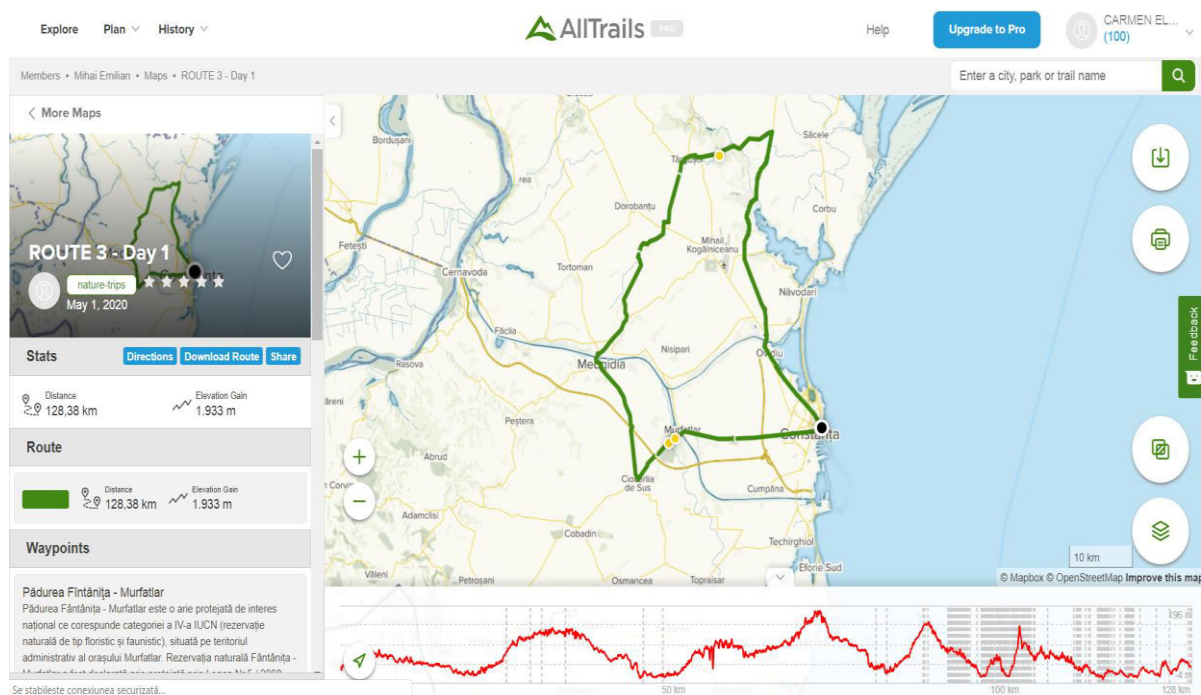 Explore Plan History
AllTrails PRO
Help
Upgrade to Pro
CARMEN EL...
(100)
Members • Mihai Emilian • Maps • ROUTE 3 - Day 1
Enter a city, park or trail name
More Maps
ROUTE 3 - Day 1
nature-trips
May 1, 2020
Stats
Directions
Download Route
Share
Distance
128,38 km
Elevation Gain
1.933 m
Route
Distance
128,38 km
Elevation Gain
1.933 m
Waypoints
Pădurea Fîntânița - Murfatlar
Pădurea Fântânița - Murfatlar este o arie protejată de interes
național ce corespunde categoriei a IV-a IUCN (rezervație
naturală de tip floristic și faunistic), situată pe teritoriul
administrativ al orașului Murfatlar. Rezervația naturală Fântânița -
Se stabilește conexiunea securizată...
Bordușani
Săcele
rea
Dorobanțu
Corbu
Fetești
Mihail
Kogălniceanu
Cernavoda
Tortoman
Năvodari
Făclia
Nisipari
Ovidiu
Rasova
Medgidia
Peștera
Murfatlar
Constanța
Abrud
Ciocârlia
de Sus
Cumpăna
Adamclisi
Cobadin
Techirghiol
Eforie Sud
Văleni
Petroșani
Osmancea
Topraisar
10 km
© Mapbox © OpenStreetMap Improve this map
Feedback
196 m
-4 m
50 km
100 km
128 km